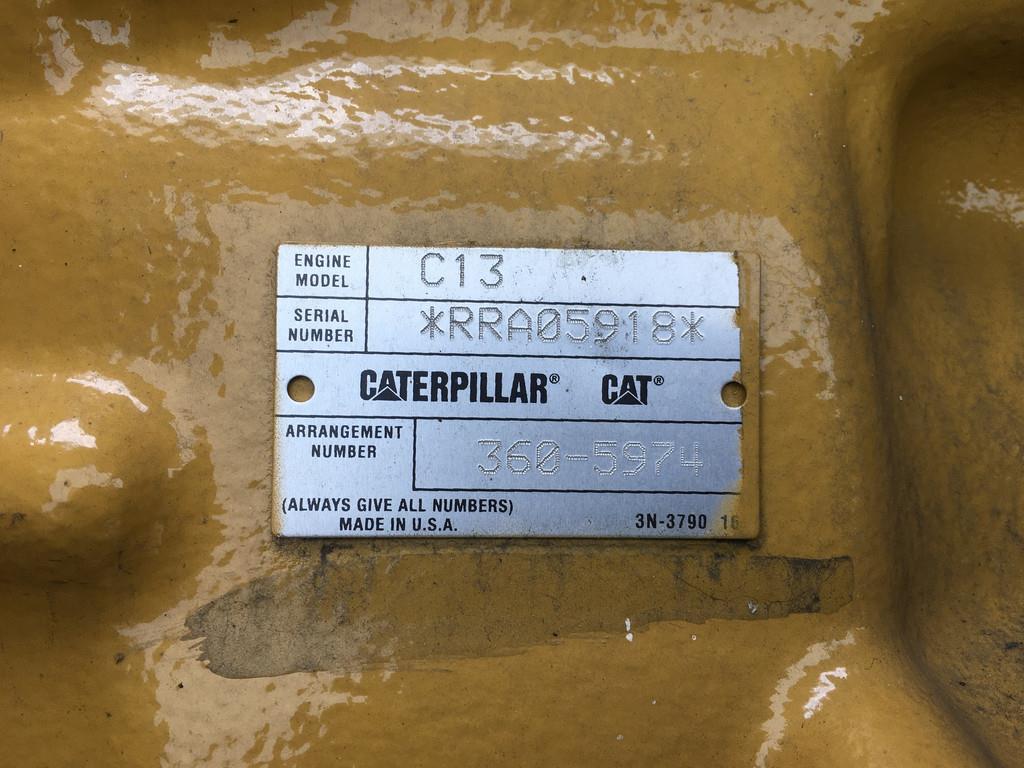 ENGINE MODEL C13
SERIAL NUMBER *RRA05918*
CATERPILLAR® CAT®
ARRANGEMENT NUMBER 360-5974
(ALWAYS GIVE ALL NUMBERS)
MADE IN U.S.A. 3N-3790